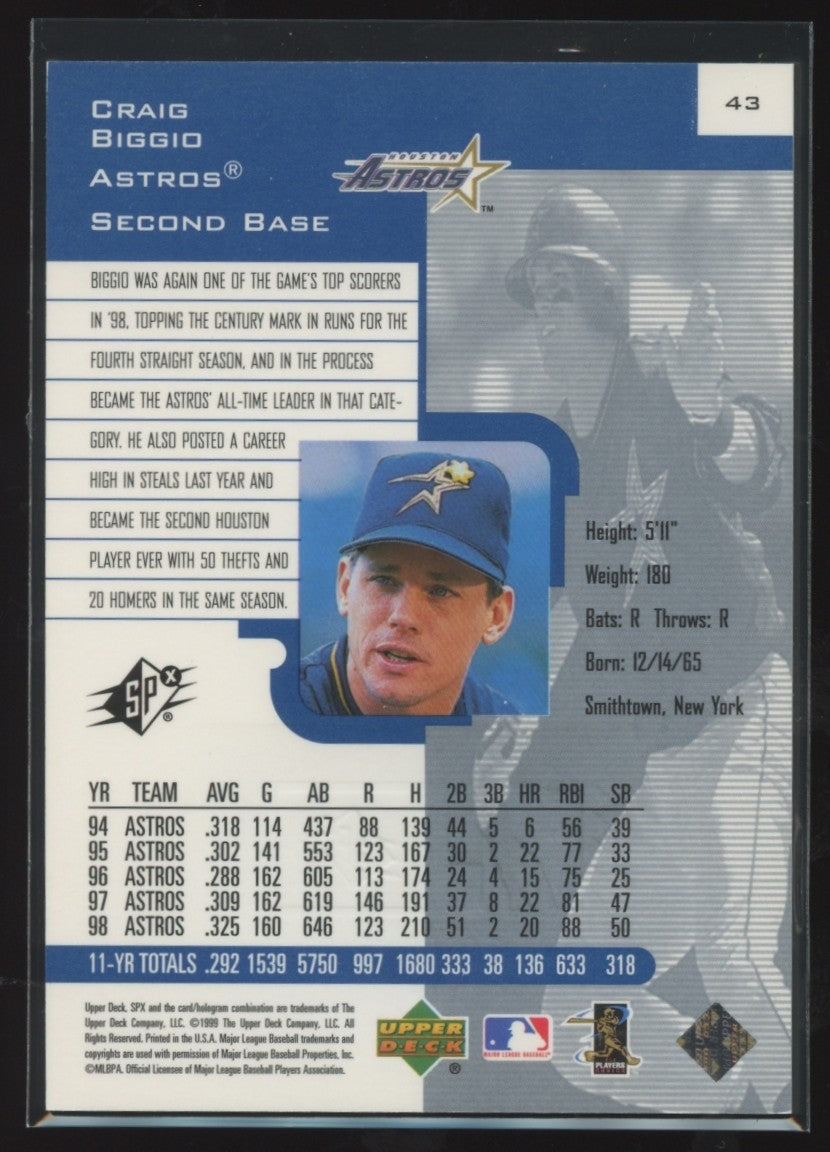 43
CRAIG
BIGGIO
ASTROS®
SECOND BASE
HOUSTON
ASTROS
TM
BIGGIO WAS AGAIN ONE OF THE GAME'S TOP SCORERS
IN '98, TOPPING THE CENTURY MARK IN RUNS FOR THE
FOURTH STRAIGHT SEASON, AND IN THE PROCESS
BECAME THE ASTROS' ALL-TIME LEADER IN THAT CATE-
GORY. HE ALSO POSTED A CAREER
HIGH IN STEALS LAST YEAR AND
BECAME THE SECOND HOUSTON
PLAYER EVER WITH 50 THEFTS AND
20 HOMERS IN THE SAME SEASON.
Height: 5'11"
Weight: 180
Bats: R Throws: R
Born: 12/14/65
Smithtown, New York
SPx®
YR TEAM AVG G AB R H 2B 3B HR RBI SB
94 ASTROS .318 114 437 88 139 44 5 6 56 39
95 ASTROS .302 141 553 123 167 30 2 22 77 33
96 ASTROS .288 162 605 113 174 24 4 15 75 25
97 ASTROS .309 162 619 146 191 37 8 22 81 47
98 ASTROS .325 160 646 123 210 51 2 20 88 50
11-YR TOTALS .292 1539 5750 997 1680 333 38 136 633 318
Upper Deck, SPX and the card/hologram combination are trademarks of The
Upper Deck Company, LLC. ©1999 The Upper Deck Company, LLC. All
Rights Reserved. Printed in the U.S.A. Major League Baseball trademarks and
copyrights are used with permission of Major League Baseball Properties, Inc.
©MLBPA. Official Licensee of Major League Baseball Players Association.
UPPER
DECK
®
MAJOR LEAGUE BASEBALL
PLAYERS
CHOICE